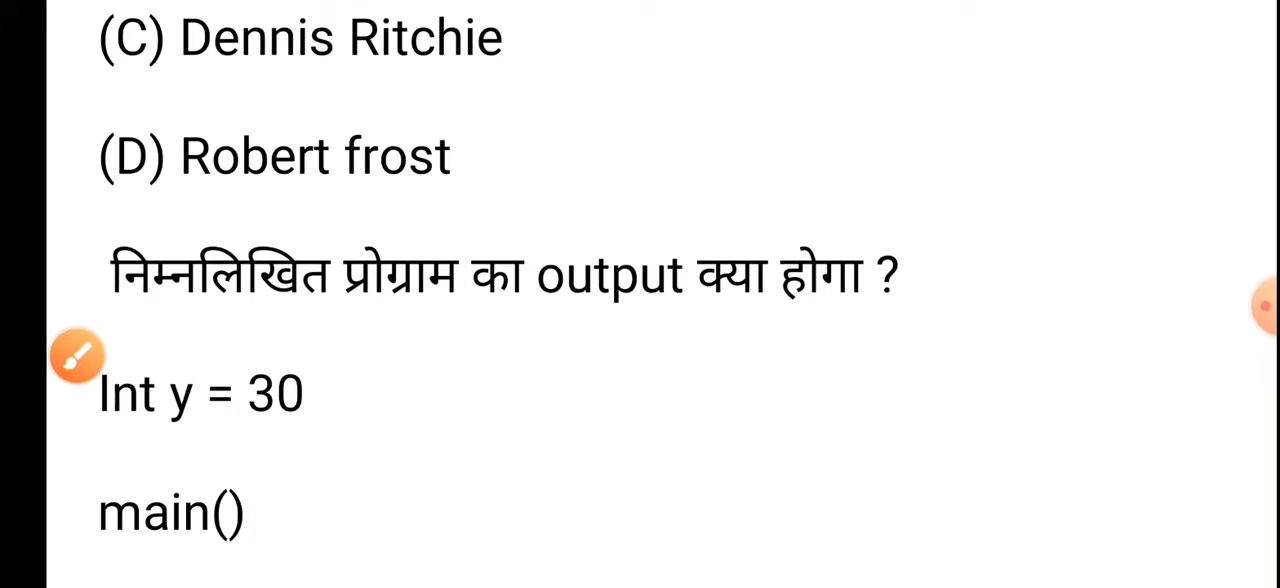 (C) Dennis Ritchie
(D) Robert frost
निम्नलिखित प्रोग्राम का output क्या होगा ?
Int y = 30
main()